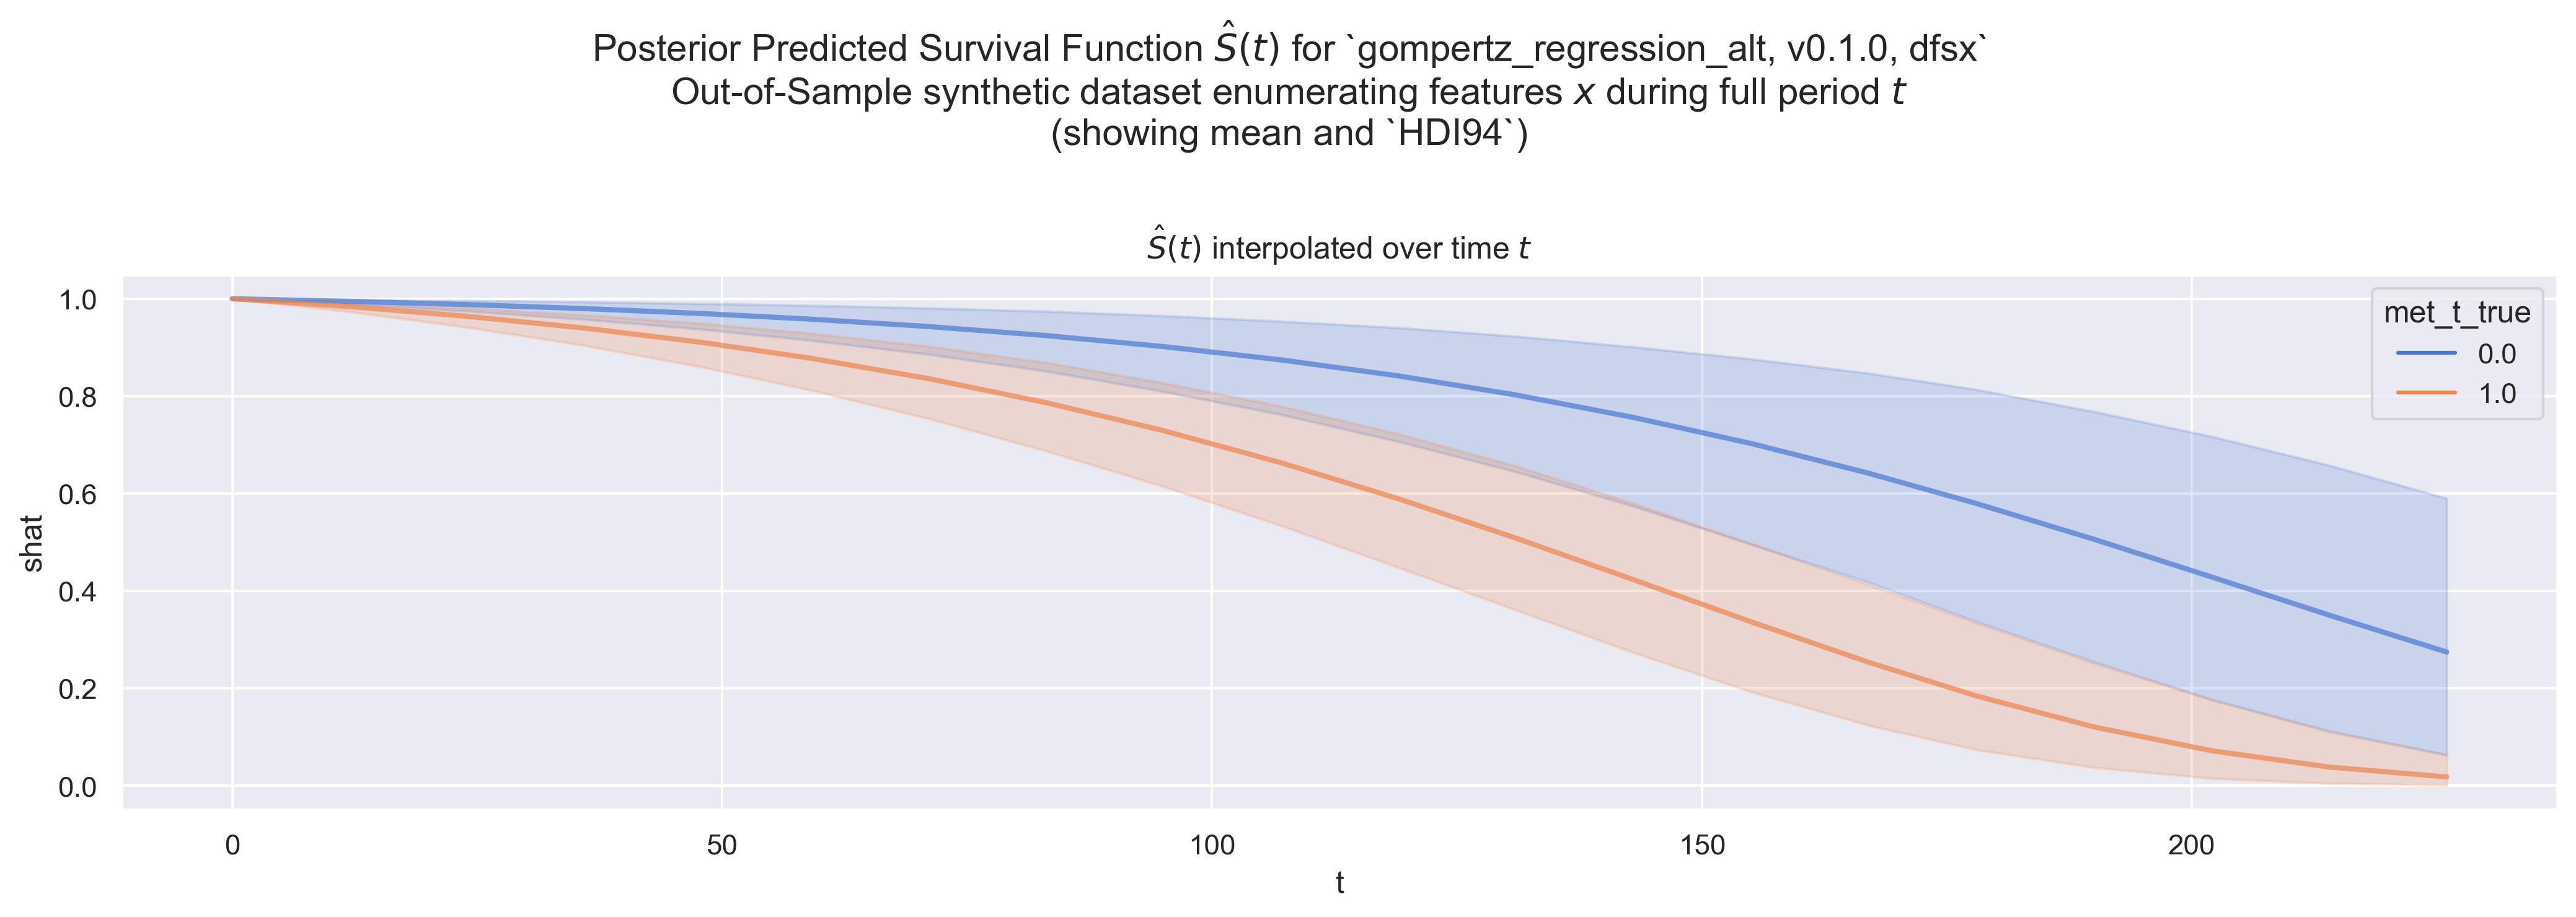 Posterior Predicted Survival Function Ŝ(t) for `gompertz_regression_alt, v0.1.0, dfsx`
Out-of-Sample synthetic dataset enumerating features x during full period t
(showing mean and `HDI94`)
Ŝ(t) interpolated over time t
1.0
0.8
0.6
0.4
0.2
0.0
shat
met_t_true
0.0
1.0
0
50
100
150
200
t